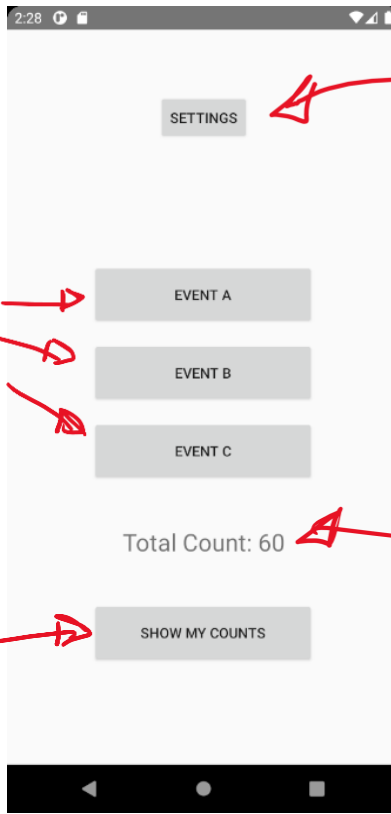 2:28
SETTINGS
EVENT A
EVENT B
EVENT C
Total Count: 60
SHOW MY COUNTS